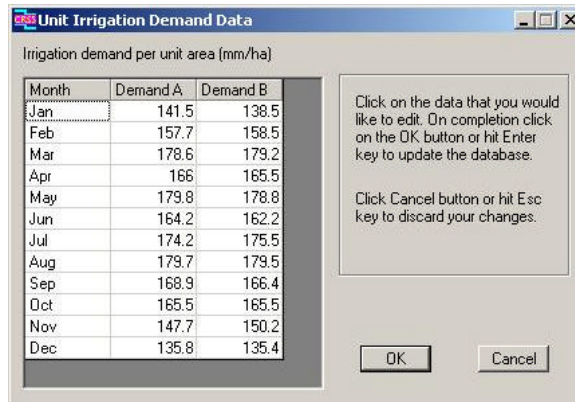 CRSS Unit Irrigation Demand Data
Irrigation demand per unit area (mm/ha)
Month Demand A Demand B
Jan 141.5 138.5
Feb 157.7 158.5
Mar 178.6 179.2
Apr 166 165.5
May 179.8 178.8
Jun 164.2 162.2
Jul 174.2 175.5
Aug 179.7 179.5
Sep 168.9 166.4
Oct 165.5 165.5
Nov 147.7 150.2
Dec 135.8 135.4
Click on the data that you would
like to edit. On completion click
on the OK button or hit Enter
key to update the database.
Click Cancel button or hit Esc
key to discard your changes.
OK Cancel